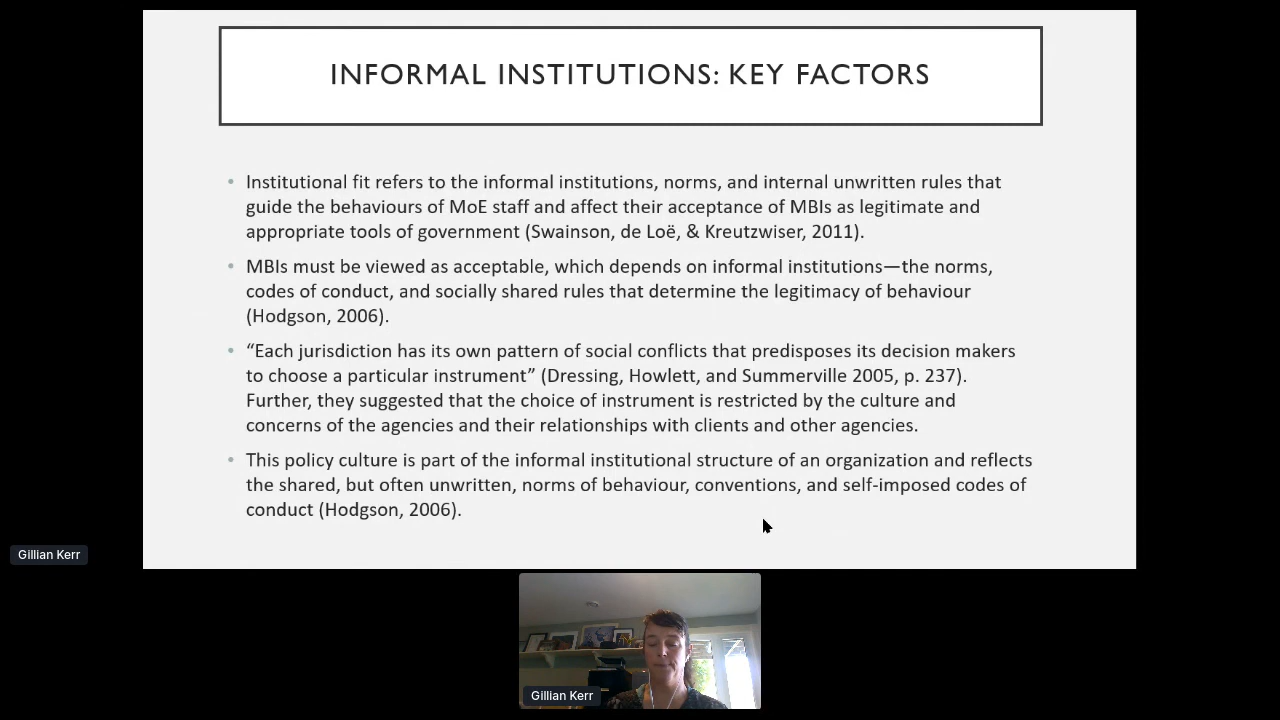 INFORMAL INSTITUTIONS: KEY FACTORS
• Institutional fit refers to the informal institutions, norms, and internal unwritten rules that
guide the behaviours of MoE staff and affect their acceptance of MBIs as legitimate and
appropriate tools of government (Swainson, de Loë, & Kreutzwiser, 2011).
• MBIs must be viewed as acceptable, which depends on informal institutions—the norms,
codes of conduct, and socially shared rules that determine the legitimacy of behaviour
(Hodgson, 2006).
• “Each jurisdiction has its own pattern of social conflicts that predisposes its decision makers
to choose a particular instrument” (Dressing, Howlett, and Summerville 2005, p. 237).
Further, they suggested that the choice of instrument is restricted by the culture and
concerns of the agencies and their relationships with clients and other agencies.
• This policy culture is part of the informal institutional structure of an organization and reflects
the shared, but often unwritten, norms of behaviour, conventions, and self-imposed codes of
conduct (Hodgson, 2006).
Gillian Kerr
Gillian Kerr